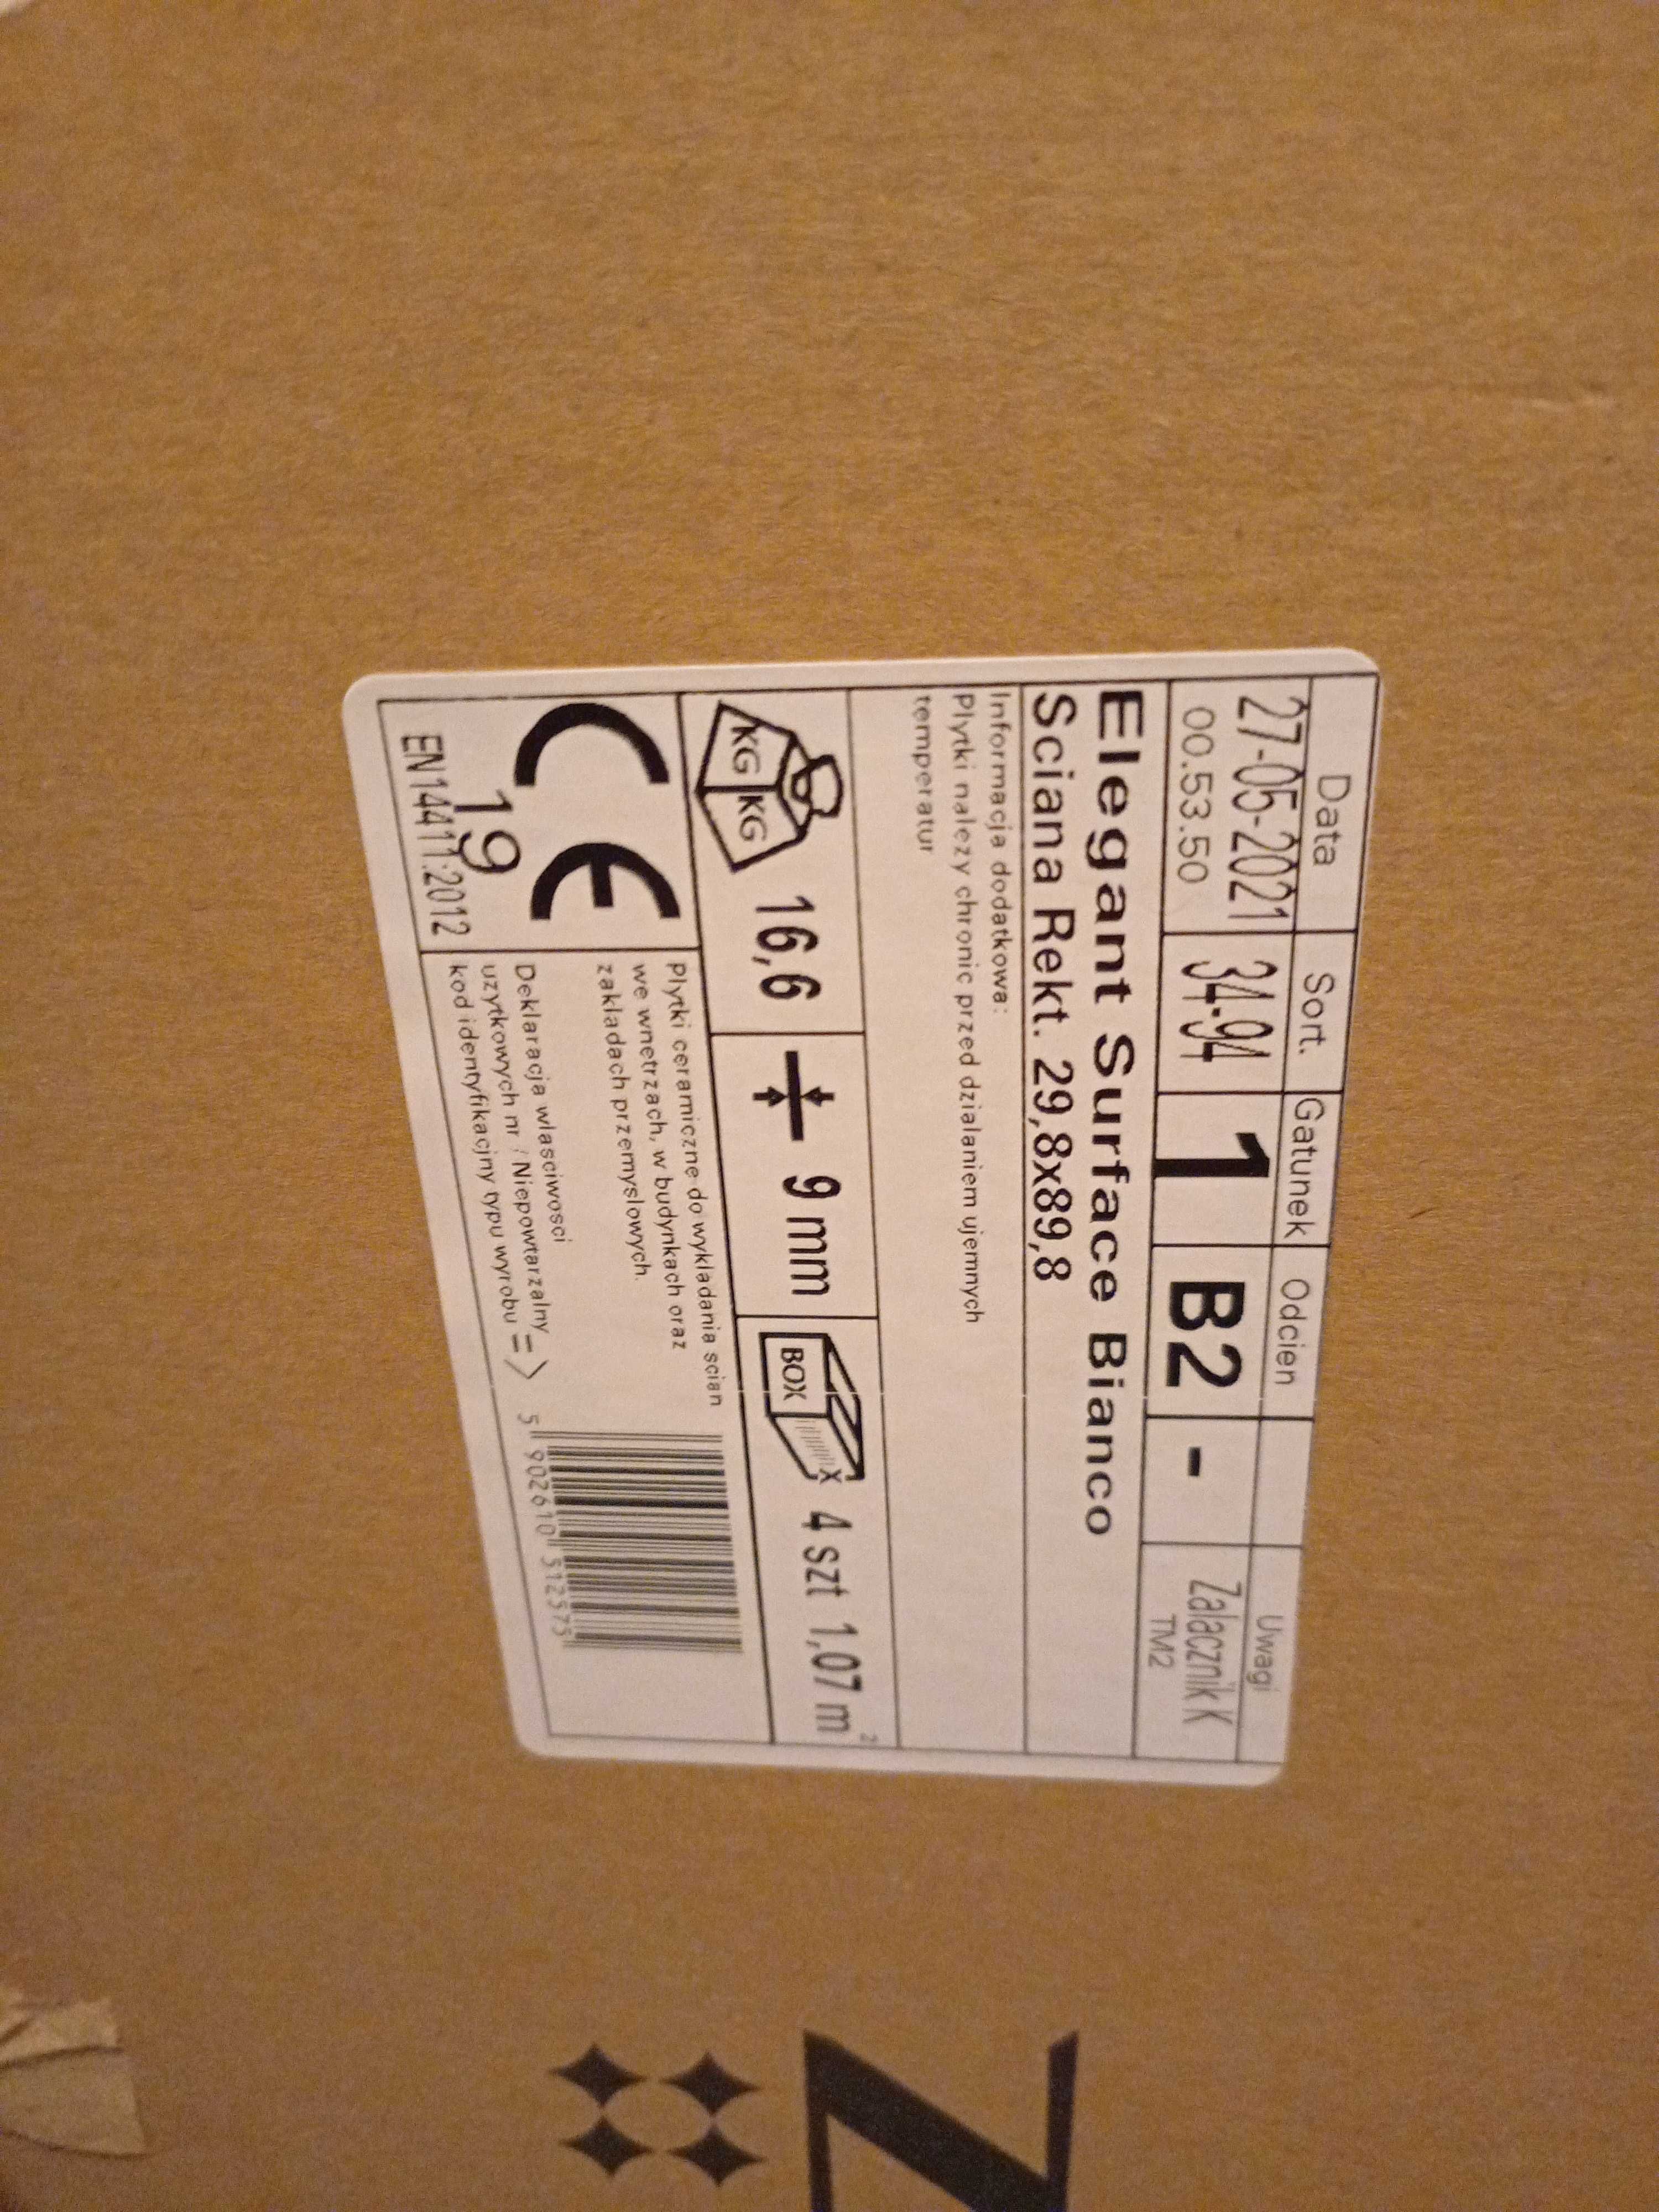 Data Sort. Gatunek Odcien Uwagi
27-05-2021 34-94 1 B2 - Zalacznik K
00.53.50 TM2
Elegant Surface Bianco
Sciana Rekt. 29,8x89,8
Informacja dodatkowa:
Plytki nalezy chronic przed dzialaniem ujemnych
temperatur
KG KG 16,6 9 mm BOX x 4 szt 1,07 m²
CE
19
EN14411:2012
Plytki ceramiczne do wykladania scian
we wnetrzach, w budynkach oraz
zakladach przemyslowych.
Deklaracja wlasciwosci
uzytkowych nr / Niepowtarzalny
kod identyfikacjny typu wyrobu =>
5 902610 512575